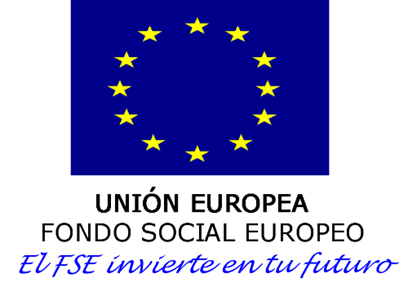 UNIÓN EUROPEA
FONDO SOCIAL EUROPEO
El FSE invierte en tu futuro